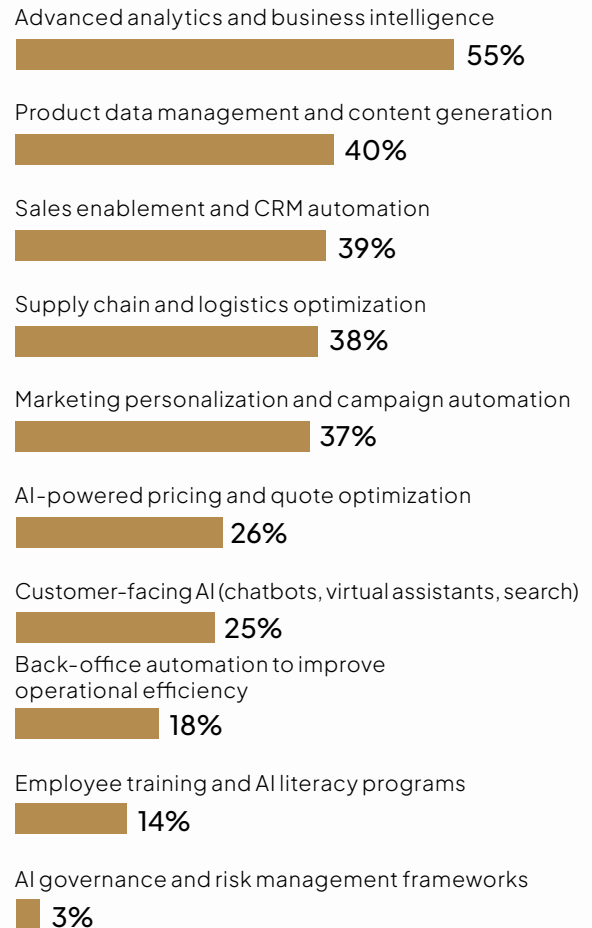 Advanced analytics and business intelligence
55%
Product data management and content generation
40%
Sales enablement and CRM automation
39%
Supply chain and logistics optimization
38%
Marketing personalization and campaign automation
37%
AI-powered pricing and quote optimization
26%
Customer-facing AI (chatbots, virtual assistants, search)
25%
Back-office automation to improve
operational efficiency
18%
Employee training and AI literacy programs
14%
AI governance and risk management frameworks
3%